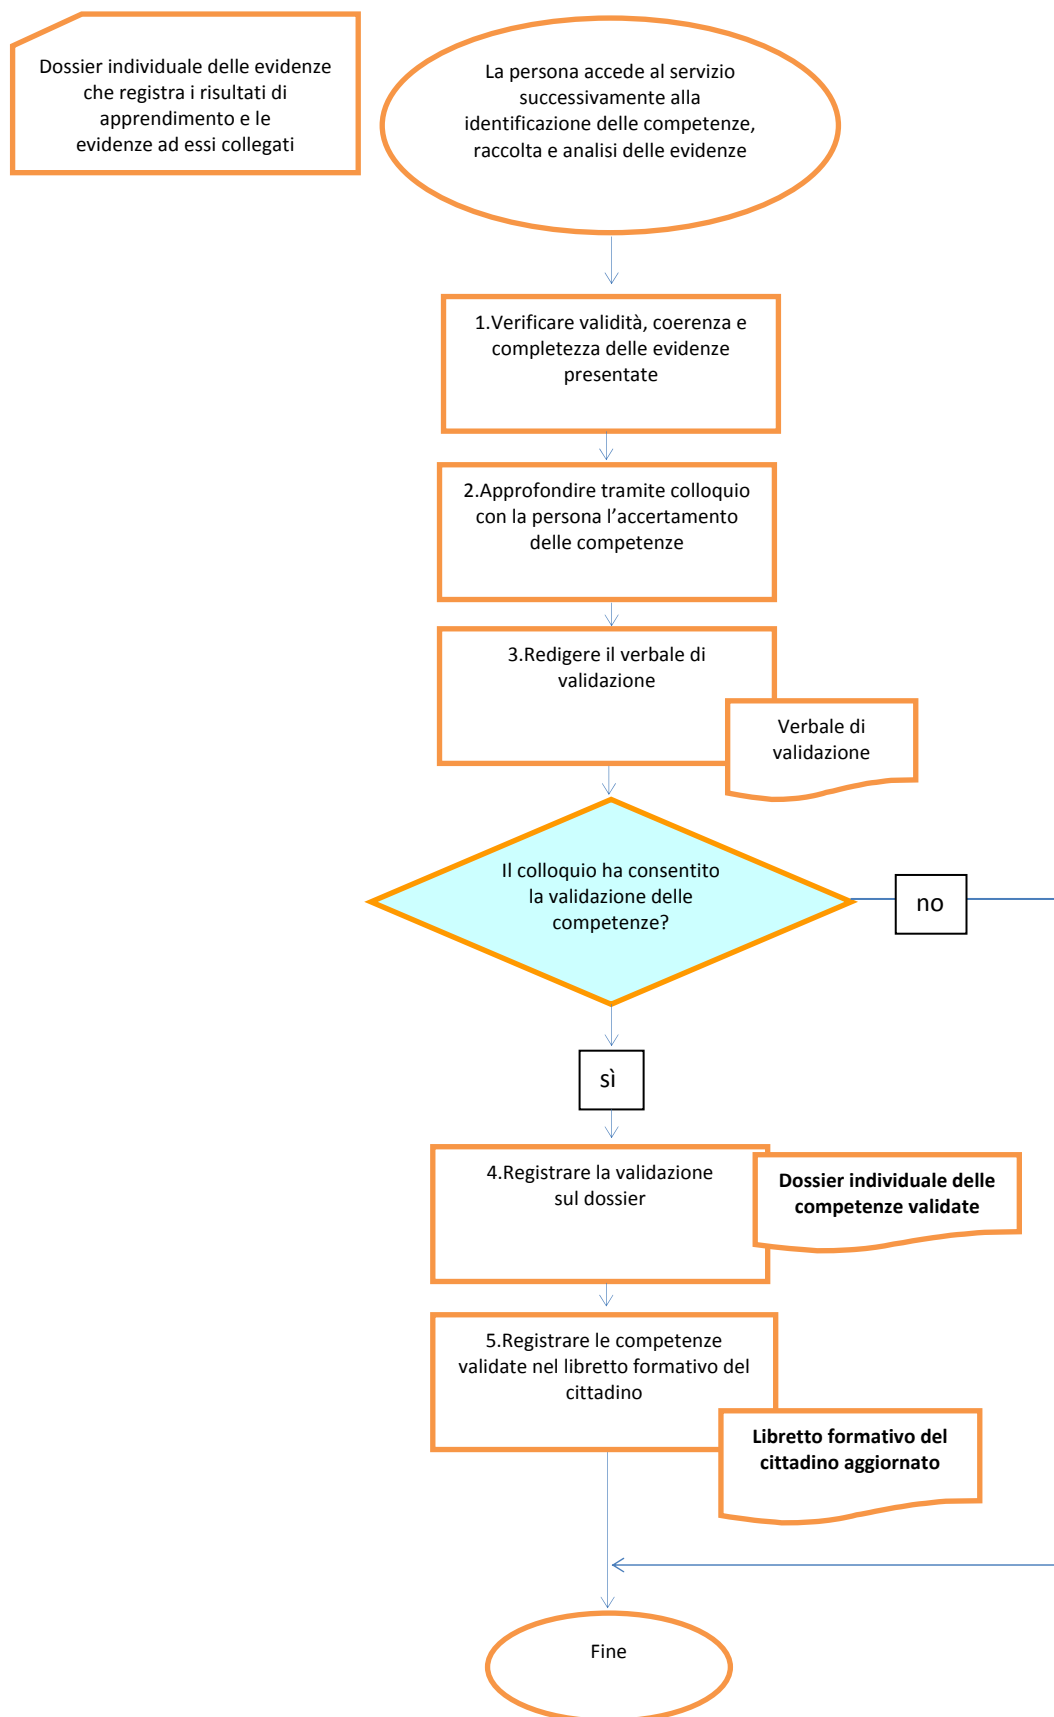 Dossier individuale delle evidenze
che registra i risultati di
apprendimento e le
evidenze ad essi collegati
La persona accede al servizio
successivamente alla
identificazione delle competenze,
raccolta e analisi delle evidenze
1.Verificare validità, coerenza e
completezza delle evidenze
presentate
2.Approfondire tramite colloquio
con la persona l’accertamento
delle competenze
3.Redigere il verbale di
validazione
Verbale di
validazione
Il colloquio ha consentito
la validazione delle
competenze?
no
sì
4.Registrare la validazione
sul dossier
Dossier individuale delle
competenze validate
5.Registrare le competenze
validate nel libretto formativo del
cittadino
Libretto formativo del
cittadino aggiornato
Fine